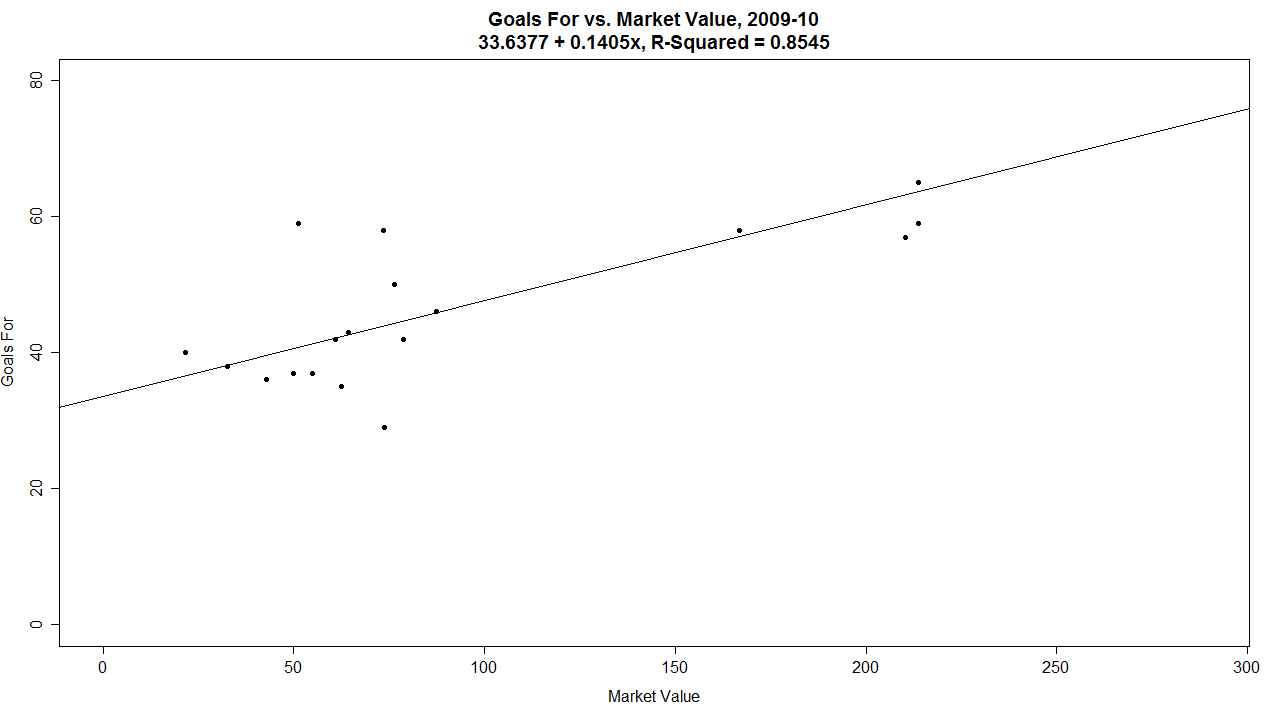 Goals For vs. Market Value, 2009-10
33.6377 + 0.1405x, R-Squared = 0.8545
80
60
40
20
0
Goals For
0 50 100 150 200 250 300
Market Value